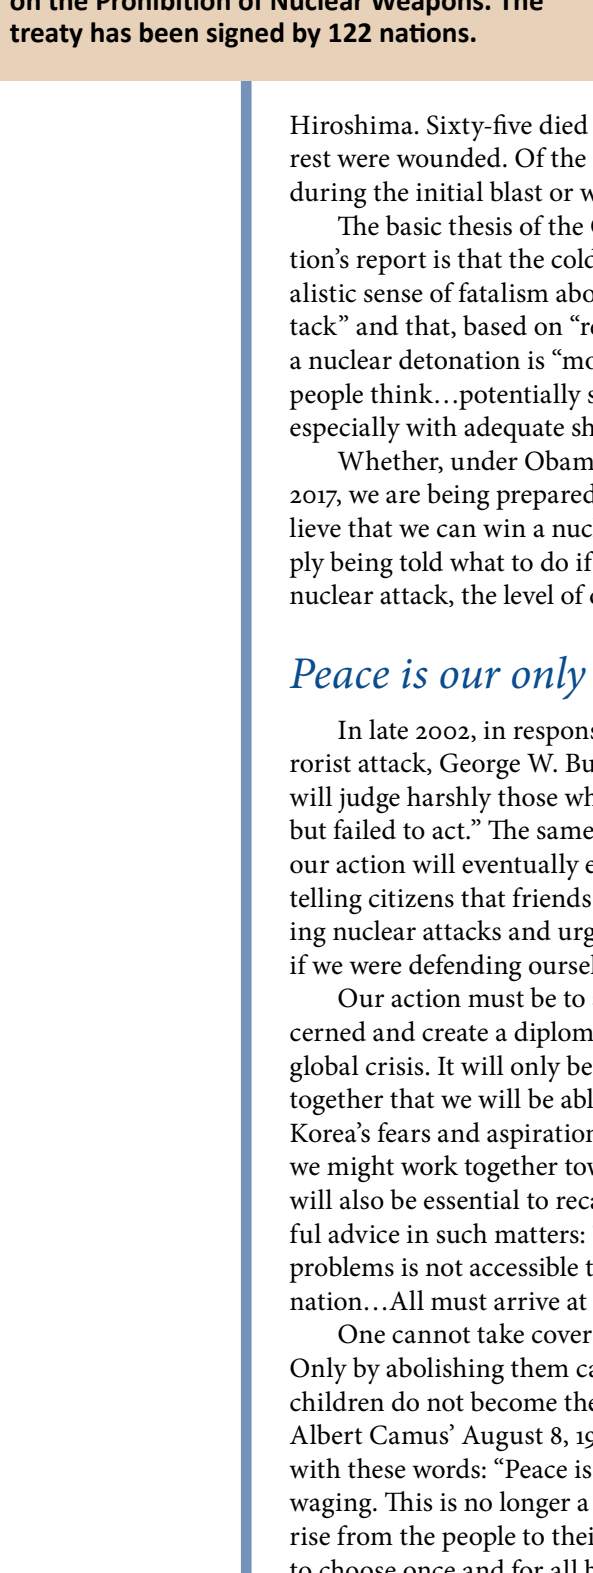 on the Prohibition of Nuclear Weapons. The
treaty has been signed by 122 nations.
Hiroshima. Sixty-five died
rest were wounded. Of the
during the initial blast or w
The basic thesis of the
tion’s report is that the cold
alistic sense of fatalism abo
tack” and that, based on “re
a nuclear detonation is “mo
people think…potentially s
especially with adequate sh
Whether, under Obam
2017, we are being prepared
lieve that we can win a nuc
ply being told what to do if
nuclear attack, the level of
Peace is our only
In late 2002, in respons
rorist attack, George W. Bu
will judge harshly those wh
but failed to act.” The same
our action will eventually e
telling citizens that friends
ing nuclear attacks and urg
if we were defending oursel
Our action must be to
cerned and create a diplom
global crisis. It will only be
together that we will be abl
Korea’s fears and aspiration
we might work together tow
will also be essential to reca
ful advice in such matters:
problems is not accessible t
nation…All must arrive at
One cannot take cover
Only by abolishing them ca
children do not become the
Albert Camus’ August 8, 19
with these words: “Peace is
waging. This is no longer a
rise from the people to thei
to choose once and for all b